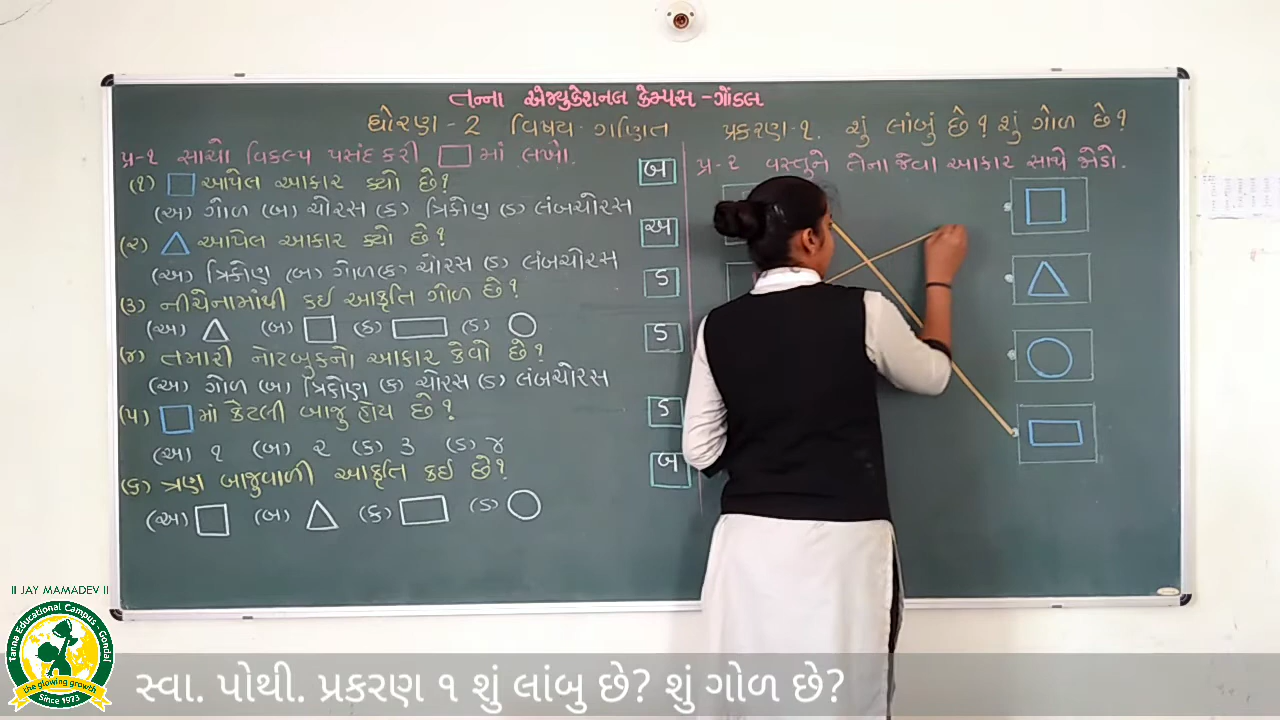 તન્ના એજ્યુકેશનલ કેમ્પસ - ગોંડલ
ધોરણ - 2 વિષય - ગણિત પ્રકરણ - ૧. શું લાંબું છે? શું ગોળ છે?
પ્ર-૧ સાચો વિકલ્પ પસંદ કરી માં લખો.
(૧) આપેલ આકાર ક્યો છે? બ
(અ) ગોળ (બ) ચોરસ (ક) ત્રિકોણ (ડ) લંબચોરસ
(૨) આપેલ આકાર ક્યો છે? અ
(અ) ત્રિકોણ (બ) ગોળ (ક) ચોરસ (ડ) લંબચોરસ
(૩) નીચેનામાંથી કઈ આકૃતિ ગોળ છે? ડ
(અ) (બ) (ક) (ડ)
(૪) તમારી નોટબુકનો આકાર કેવો છે? ડ
(અ) ગોળ (બ) ત્રિકોણ (ક) ચોરસ (ડ) લંબચોરસ
(૫) માં કેટલી બાજુ હોય છે? ડ
(અ) ૧ (બ) ૨ (ક) ૩ (ડ) ૪
(૬) ત્રણ બાજુવાળી આકૃતિ કઈ છે? બ
(અ) (બ) (ક) (ડ)
પ્ર-૨ વસ્તુને તેના જેવા આકાર સાથે જોડો.
II JAY MAMADEV II
Tanna Educational Campus - Gondal
the glowing growth
Since 1973
સ્વા. પોથી. પ્રકરણ ૧ શું લાંબુ છે? શું ગોળ છે?